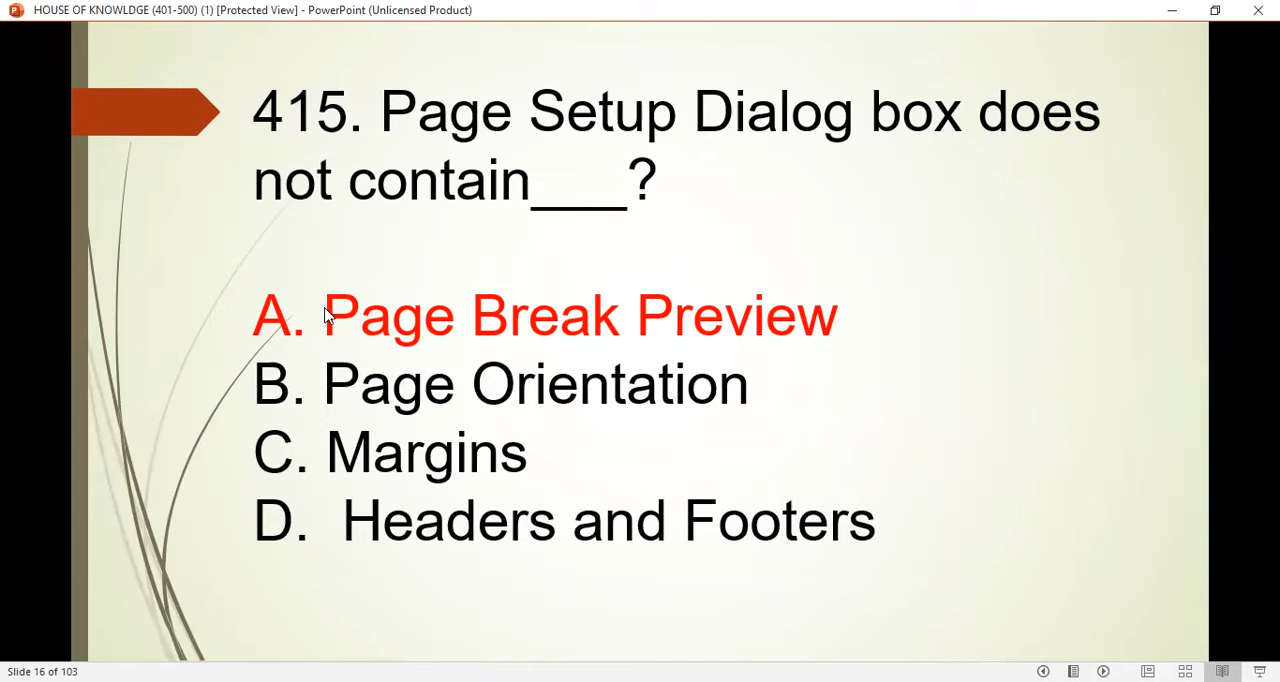 HOUSE OF KNOWLDGE (401-500) (1) [Protected View] - PowerPoint (Unlicensed Product)
415. Page Setup Dialog box does
not contain____?
A. Page Break Preview
B. Page Orientation
C. Margins
D. Headers and Footers
Slide 16 of 103